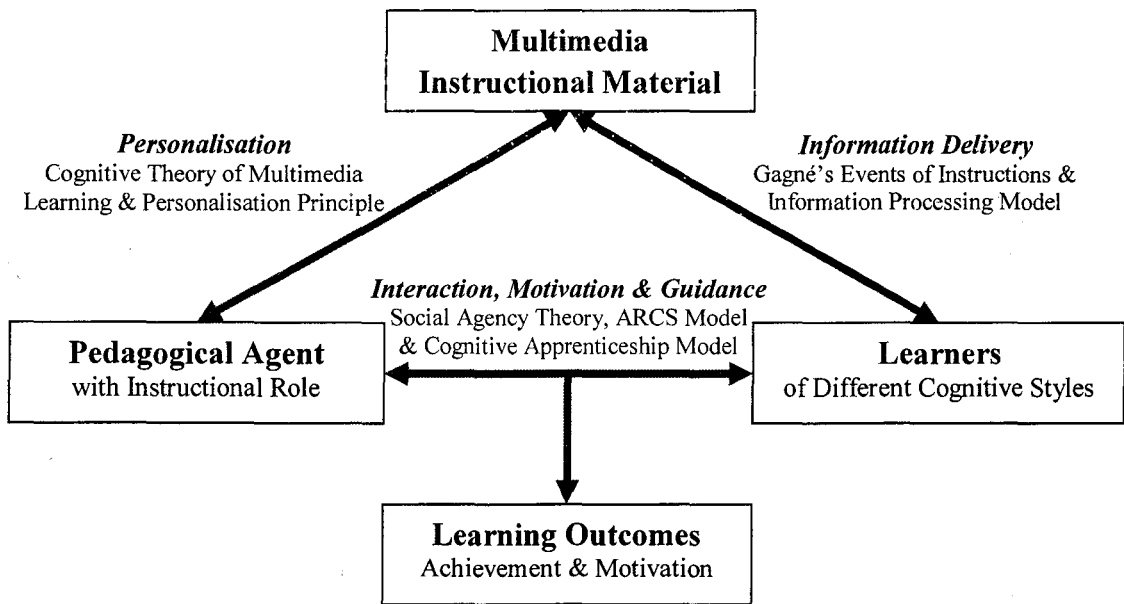 Multimedia
Instructional Material
Personalisation
Cognitive Theory of Multimedia
Learning & Personalisation Principle
Information Delivery
Gagné's Events of Instructions &
Information Processing Model
Interaction, Motivation & Guidance
Social Agency Theory, ARCS Model
& Cognitive Apprenticeship Model
Pedagogical Agent
with Instructional Role
Learners
of Different Cognitive Styles
Learning Outcomes
Achievement & Motivation